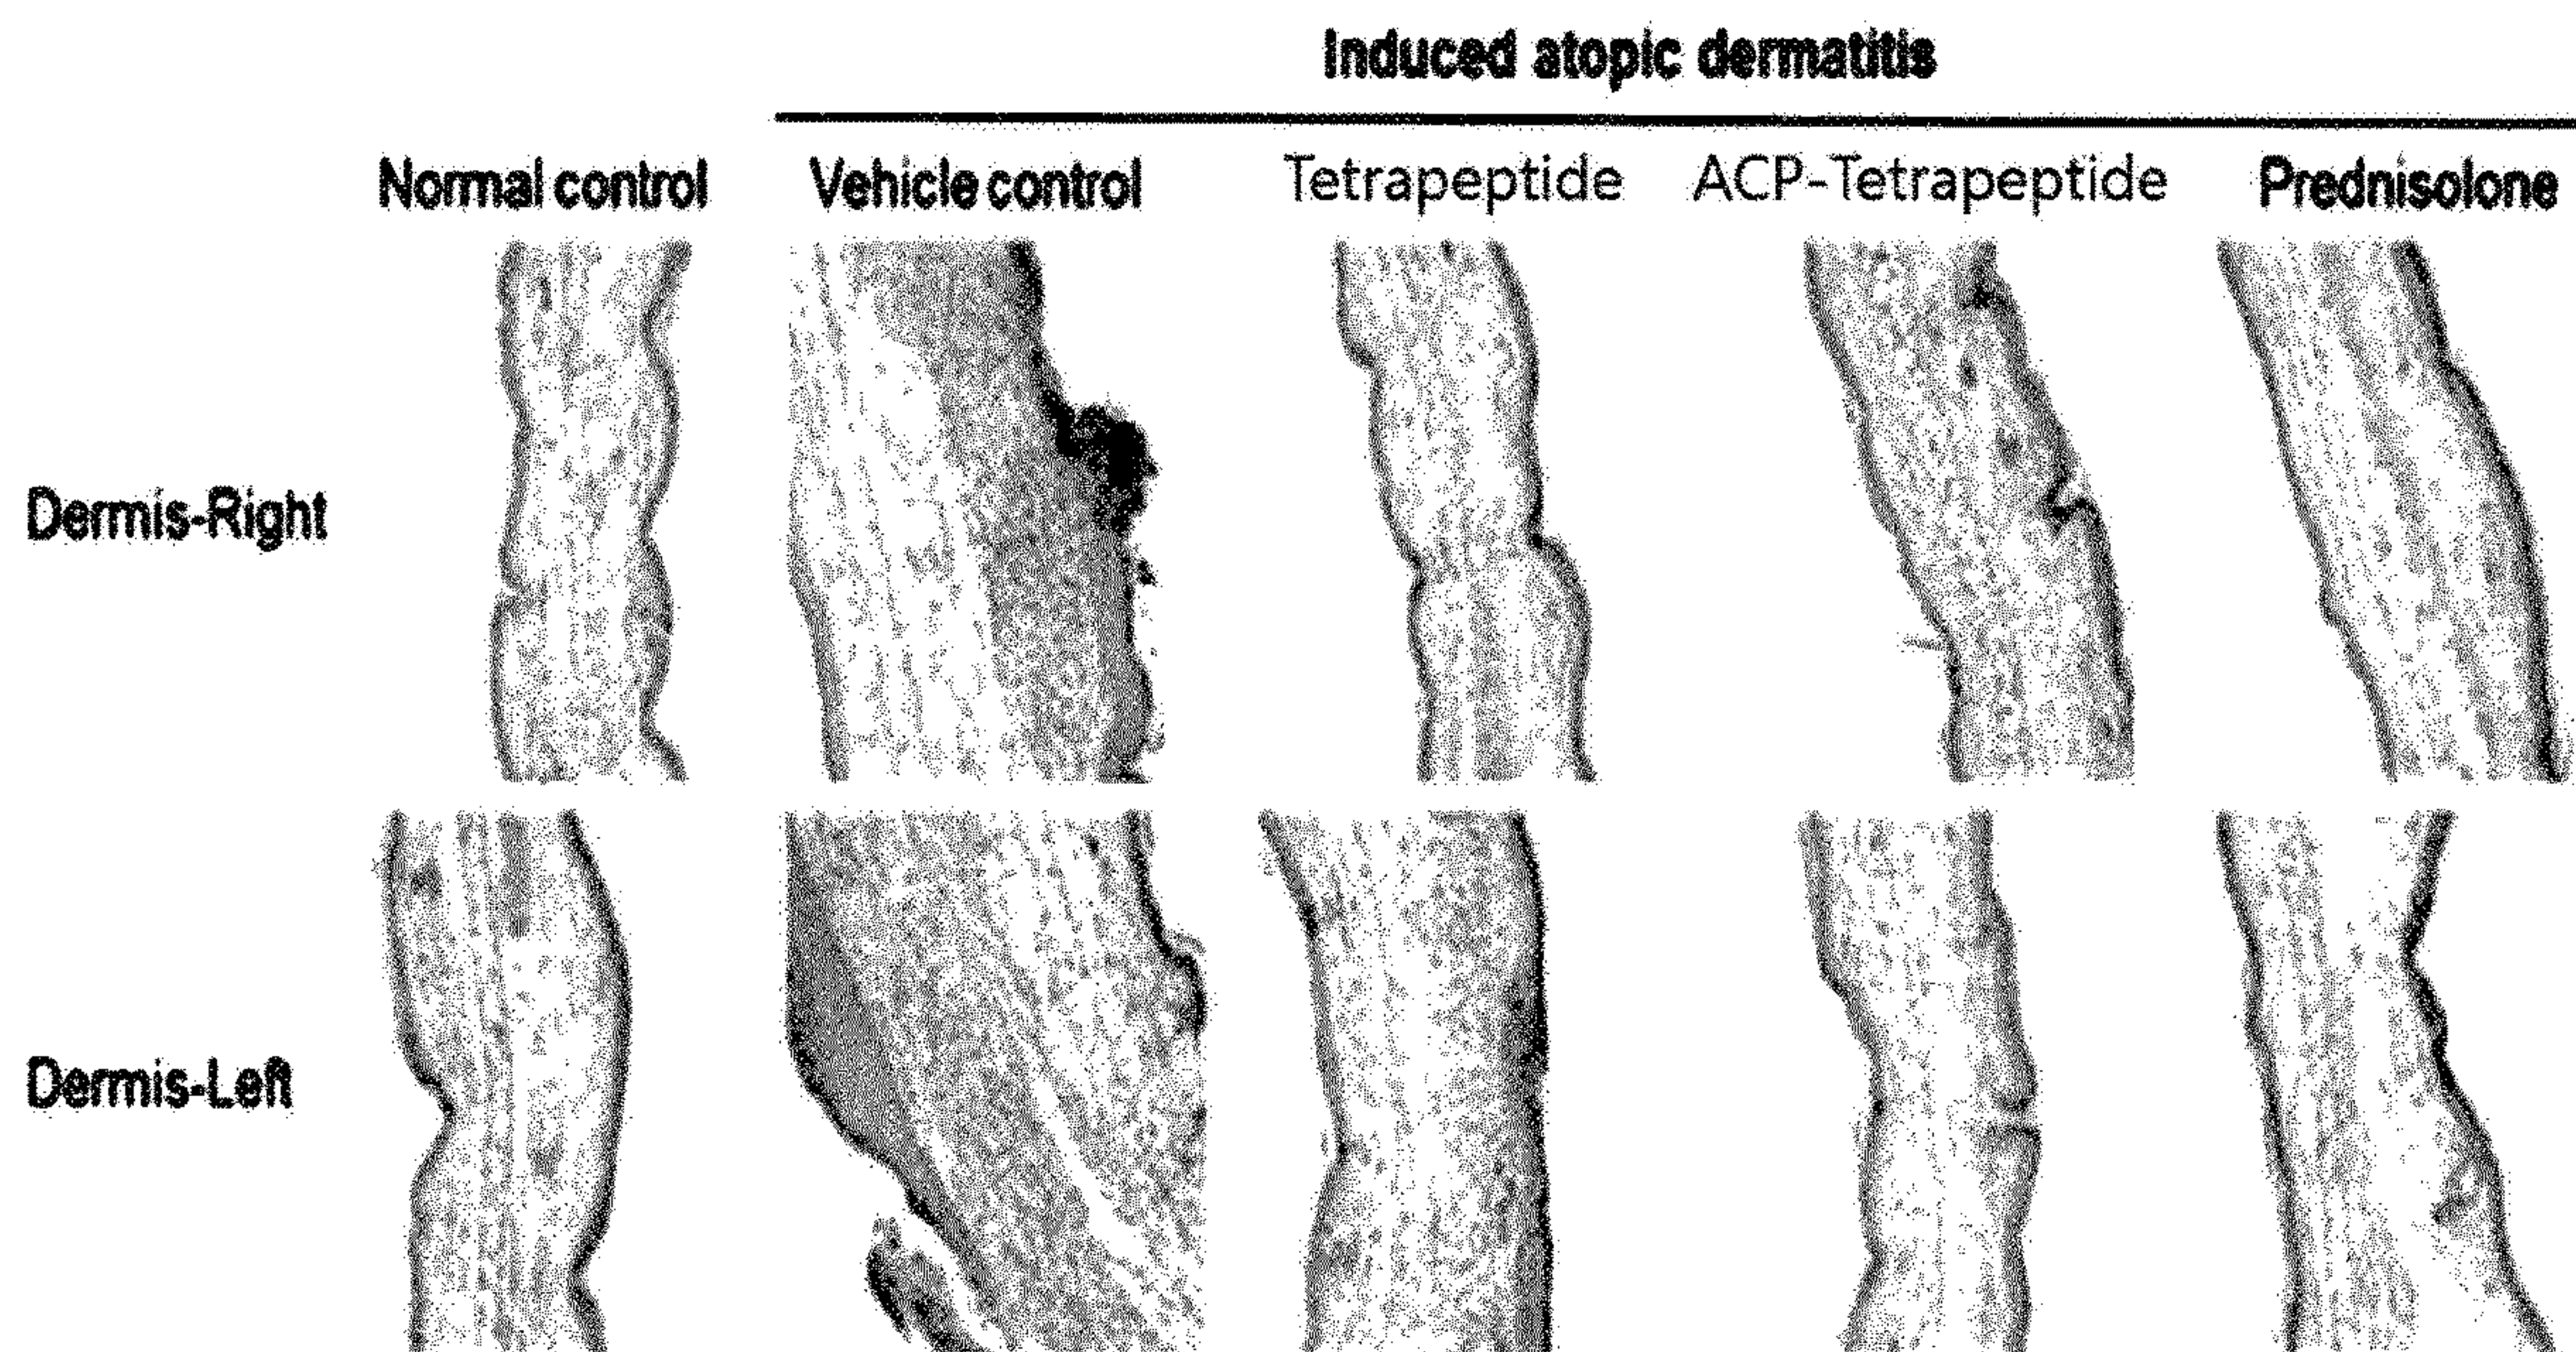 Induced atopic dermatitis
Normal control Vehicle control Tetrapeptide ACP-Tetrapeptide Prednisolone
Dermis-Right
Dermis-Left